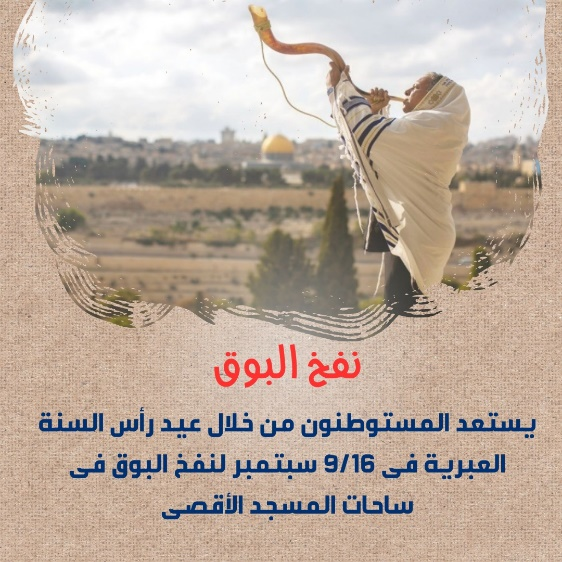 نفخ البوق
يستعد المستوطنون من خلال عيد رأس السنة
العبرية فى 9/16 سبتمبر لنفخ البوق فى
ساحات المسجد الأقصى